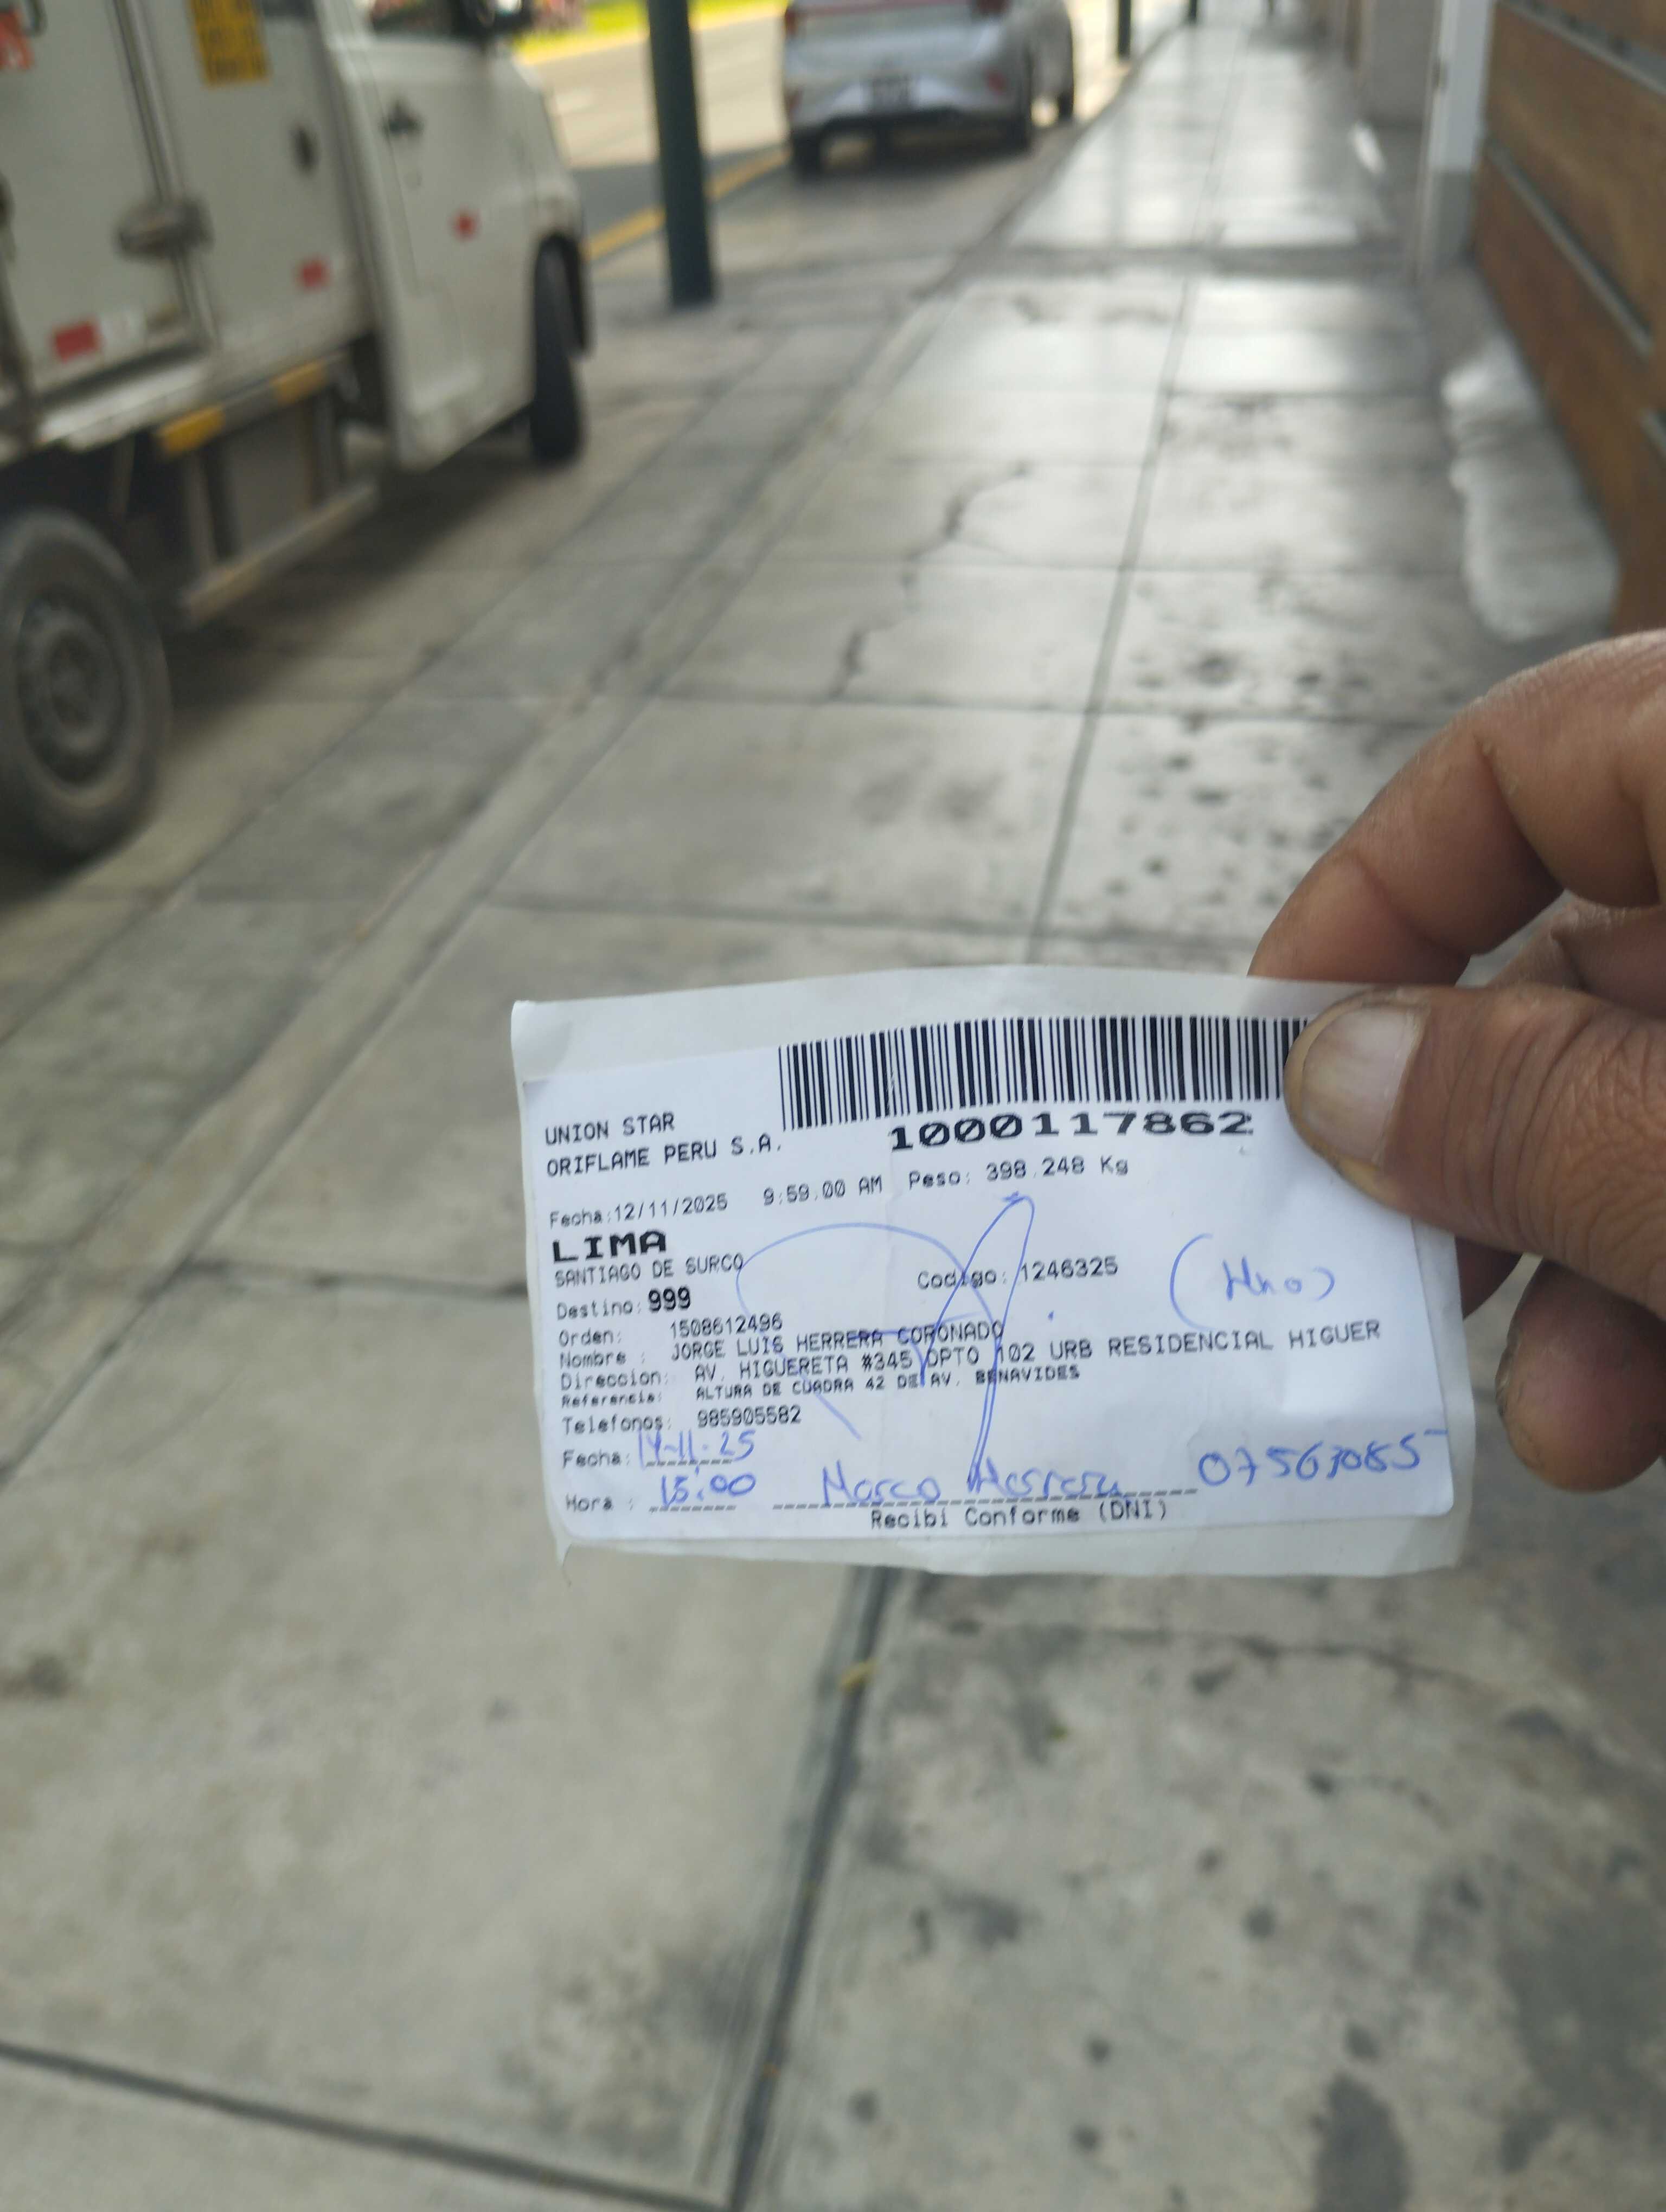 1000117862
UNION STAR
ORIFLAME PERU S.A.
Fecha:12/11/2025 9:59:00 AM Peso: 398.248 Kg
LIMA
SANTIAGO DE SURCO
Destino: 999 Codigo: 1246325 (Hno)
Orden: 1508612496
Nombre : JORGE LUIS HERRERA CORONADO
Direccion: AV. HIGUERETA #345 DPTO 102 URB RESIDENCIAL HIGUER
Referencia: ALTURA DE CUADRA 42 DE AV. BENAVIDES
Telefonos: 985905582
Fecha: 14-11-25
Hora : 15:00 Marco Herrera 07563085
Recibi Conforme (DNI)